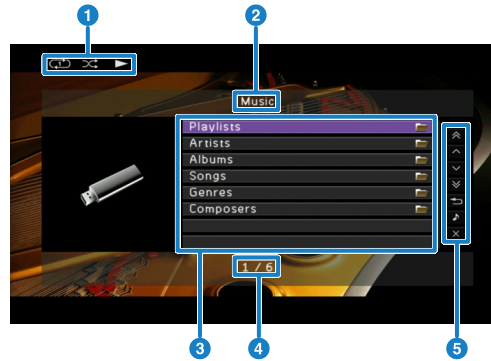 1
2
Music
Playlists
Artists
Albums
Songs
Genres
Composers
1 / 6
3
4
5